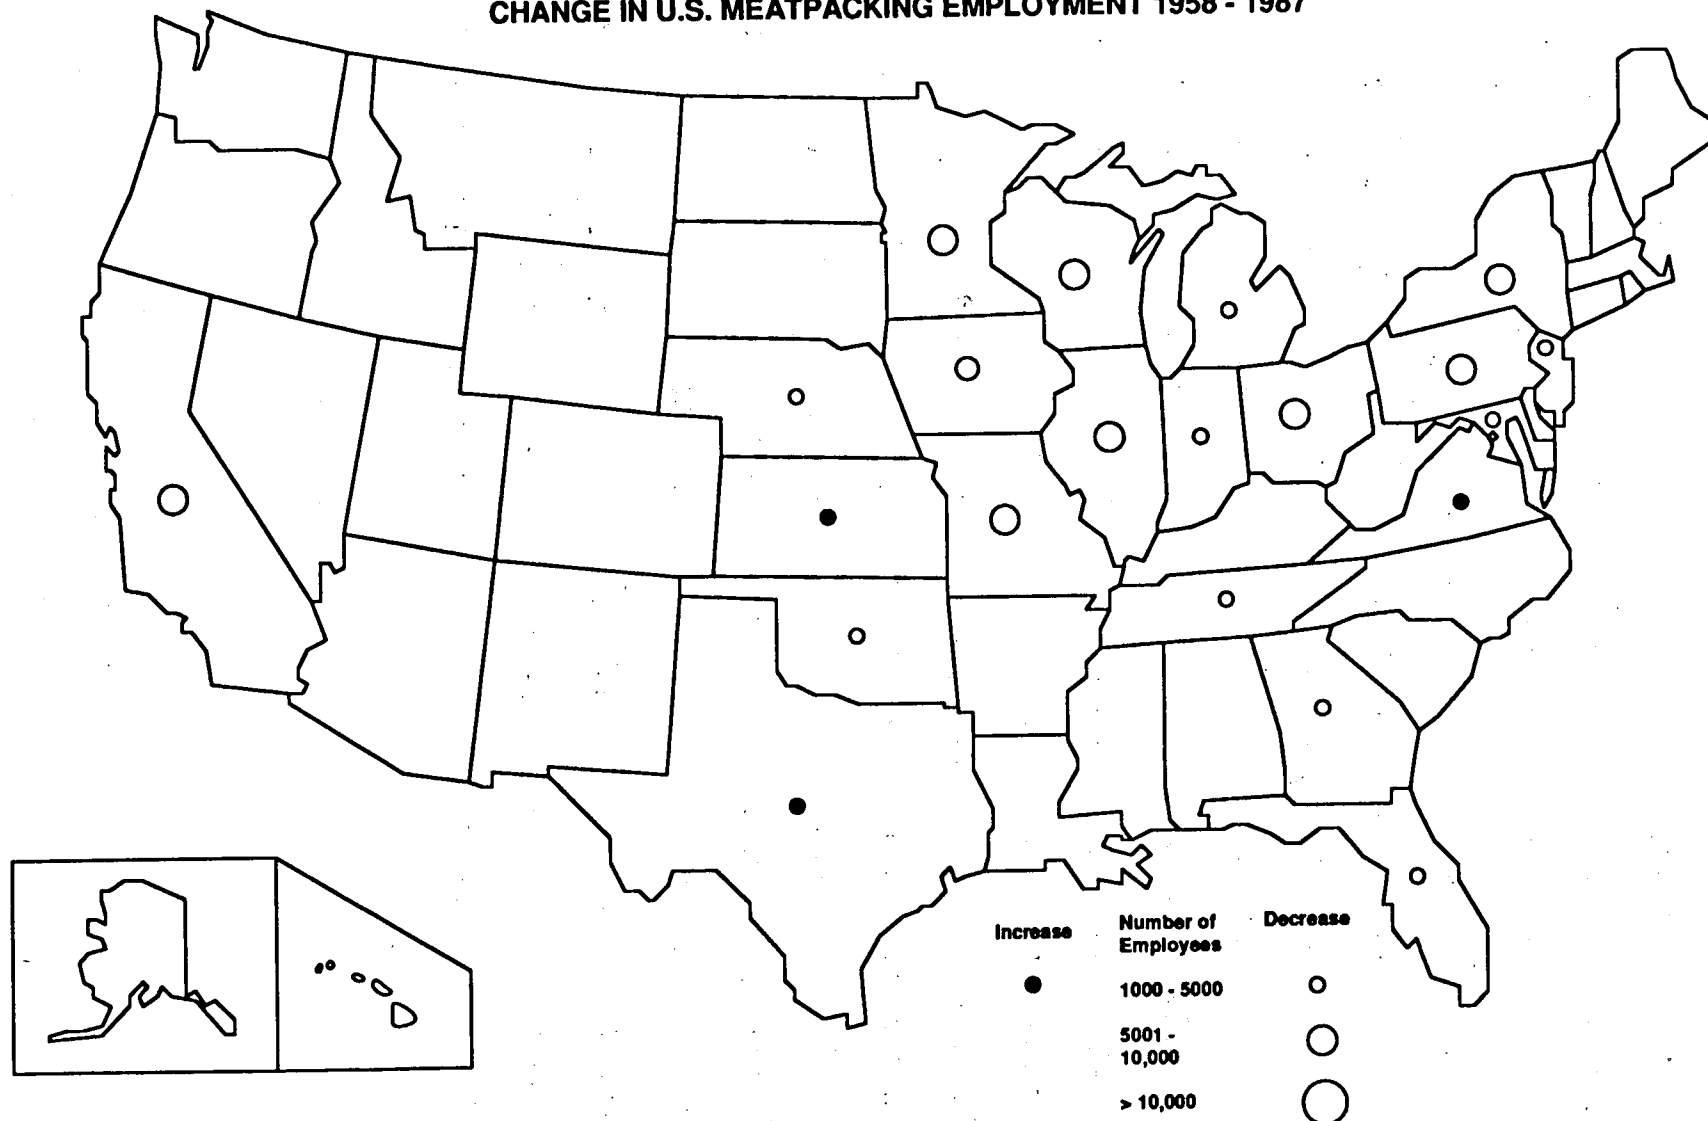 CHANGE IN U.S. MEATPACKING EMPLOYMENT 1958 - 1987
Increase
Number of
Employees
Decrease
1000 - 5000
5001 -
10,000
> 10,000